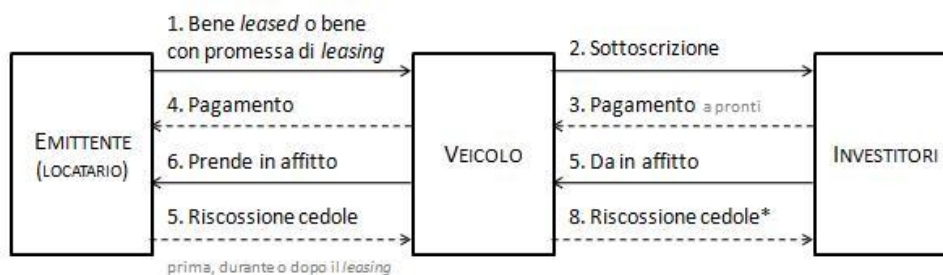 1. Bene leased o bene
con promessa di leasing
2. Sottoscrizione
4. Pagamento
3. Pagamento a pronti
EMITTENTE
(LOCATARIO)
VEICOLO
INVESTITORI
6. Prende in affitto
5. Da in affitto
5. Riscossione cedole
8. Riscossione cedole*
prima, durante o dopo il leasing